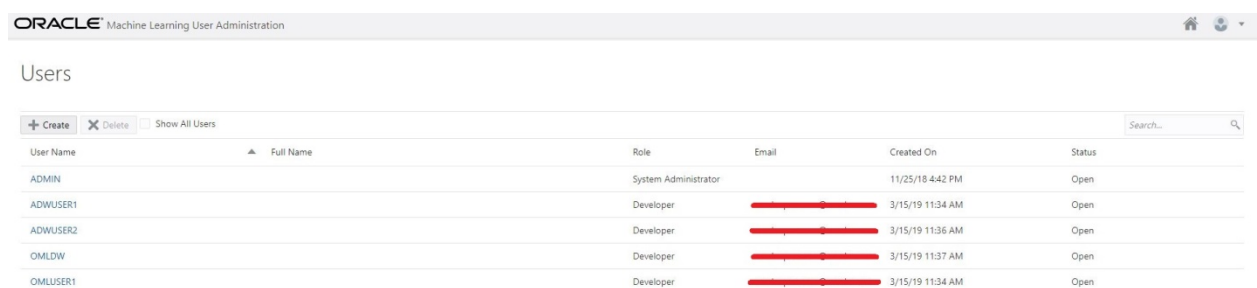 ORACLE Machine Learning User Administration
Users
Create Delete Show All Users Search...
User Name Full Name Role Email Created On Status
ADMIN System Administrator 11/25/18 4:42 PM Open
ADWUSER1 Developer 3/15/19 11:34 AM Open
ADWUSER2 Developer 3/15/19 11:36 AM Open
OMLDW Developer 3/15/19 11:37 AM Open
OMLUSER1 Developer 3/15/19 11:34 AM Open